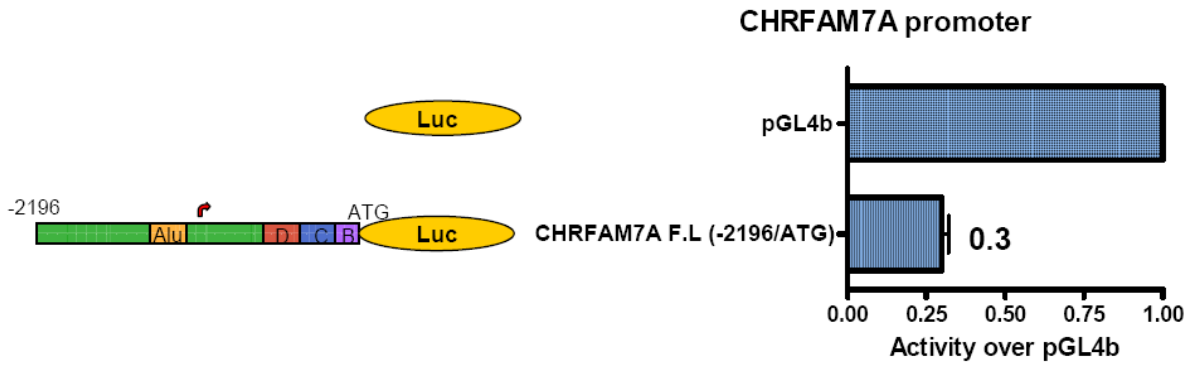 CHRFAM7A promoter
Luc
pGL4b
-2196
ATG
Alu
D
C
B
Luc
CHRFAM7A F.L (-2196/ATG)
0.3
0.00 0.25 0.50 0.75 1.00
Activity over pGL4b